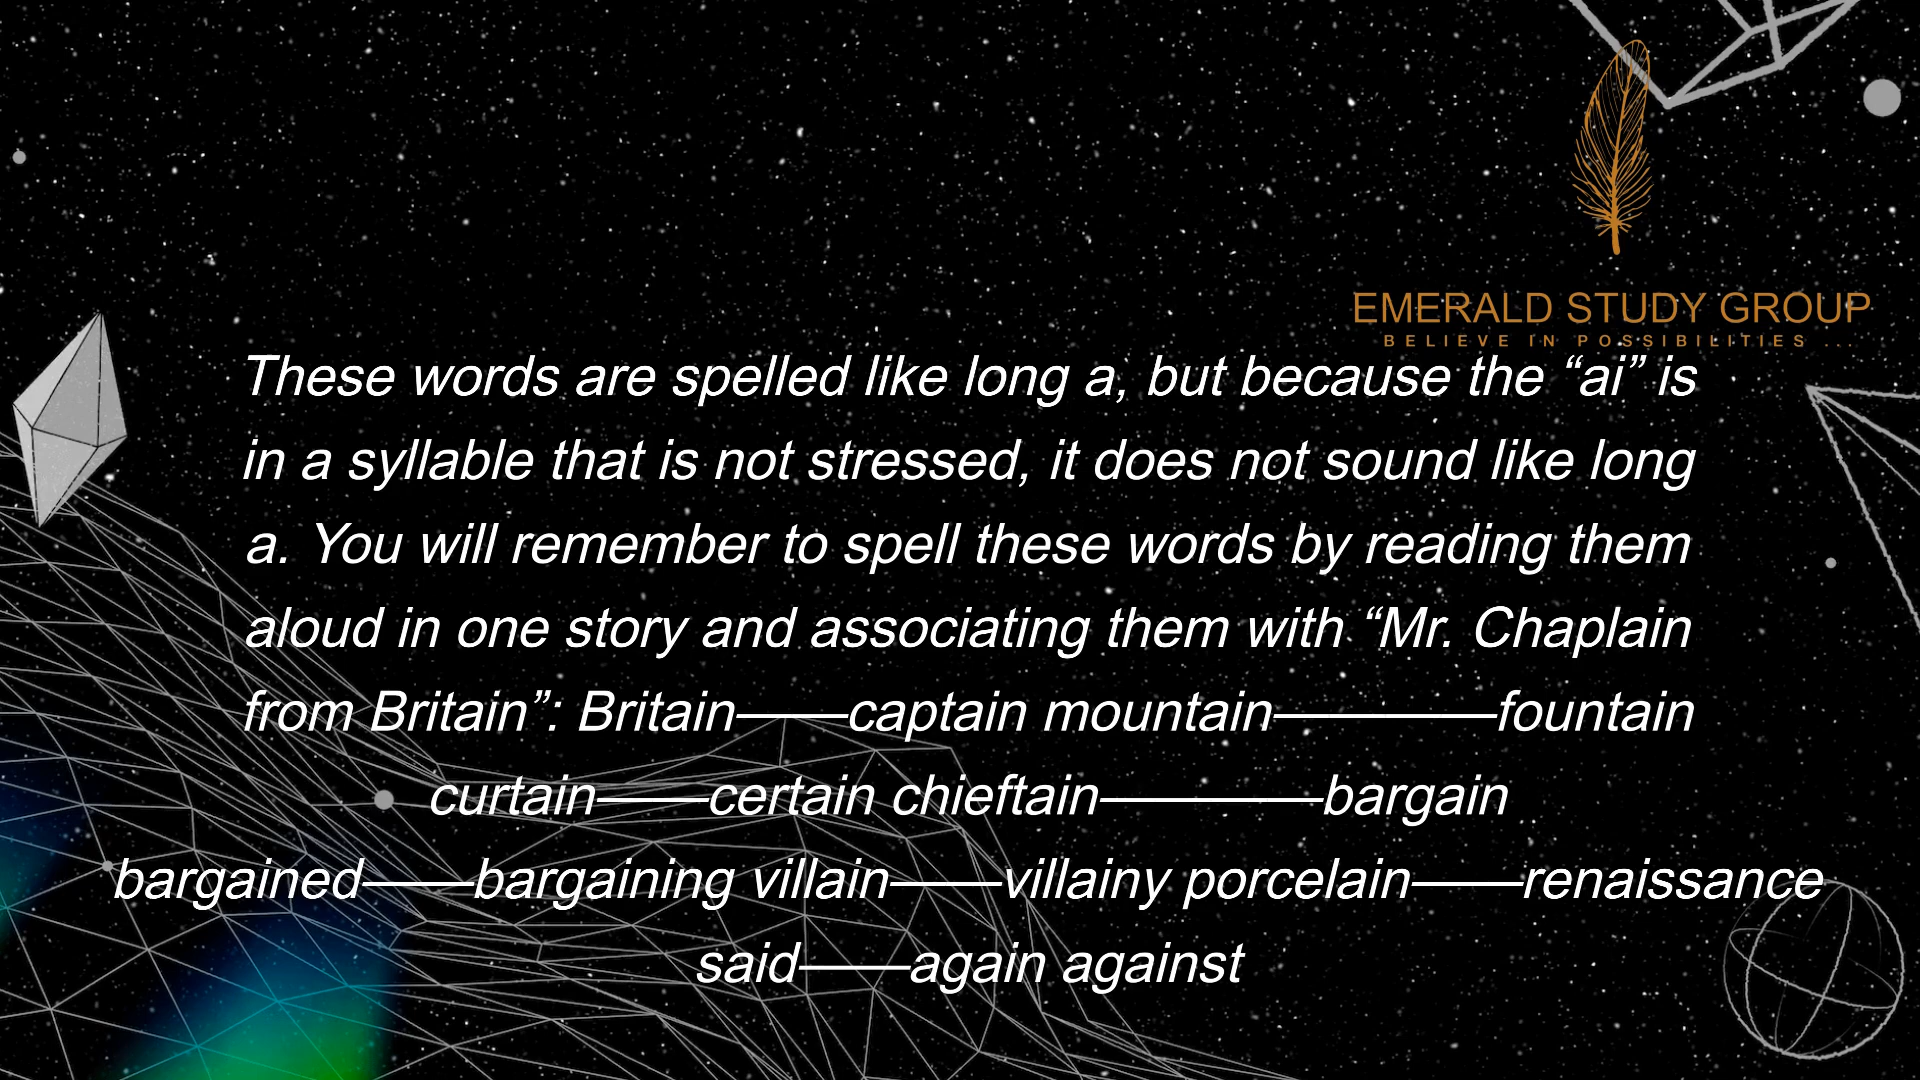 EMERALD STUDY GROUP
BELIEVE IN POSSIBILITIES ...
These words are spelled like long a, but because the “ai” is
in a syllable that is not stressed, it does not sound like long
a. You will remember to spell these words by reading them
aloud in one story and associating them with “Mr. Chaplain
from Britain”: Britain——captain mountain————fountain
curtain——certain chieftain————bargain
bargained——bargaining villain——villainy porcelain——renaissance
said——again against